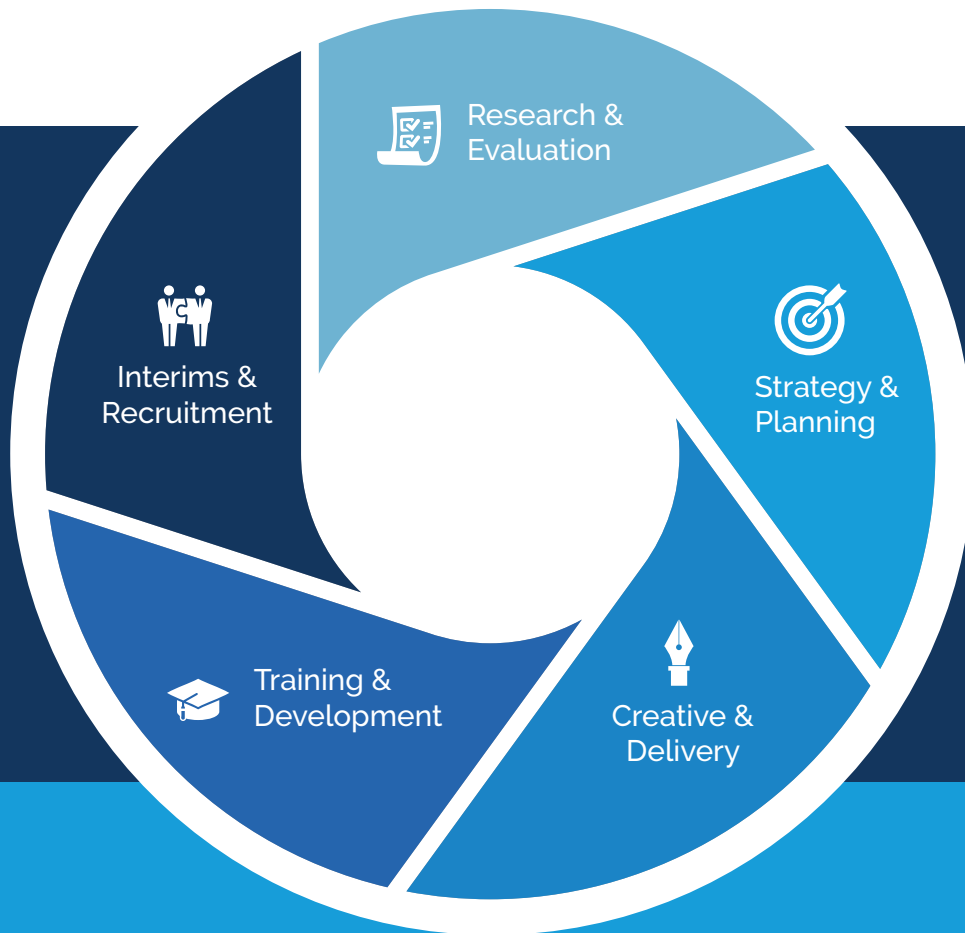 Research &
Evaluation
Strategy &
Planning
Creative &
Delivery
Training &
Development
Interims &
Recruitment